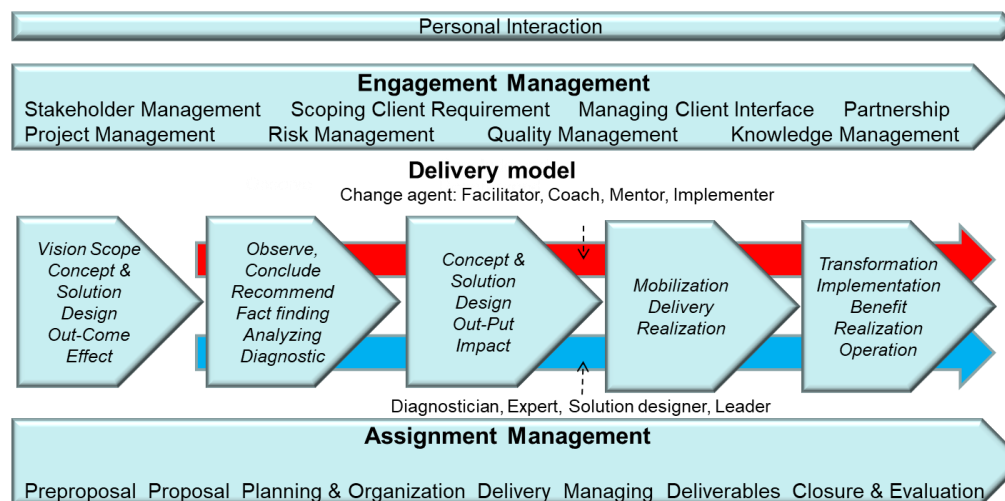 Personal Interaction
Engagement Management
Stakeholder Management Scoping Client Requirement Managing Client Interface Partnership
Project Management Risk Management Quality Management Knowledge Management
Delivery model
Change agent: Facilitator, Coach, Mentor, Implementer
Vision Scope
Concept &
Solution
Design
Out-Come
Effect
Observe,
Conclude
Recommend
Fact finding
Analyzing
Diagnostic
Concept &
Solution
Design
Out-Put
Impact
Mobilization
Delivery
Realization
Transformation
Implementation
Benefit
Realization
Operation
Diagnostician, Expert, Solution designer, Leader
Assignment Management
Preproposal Proposal Planning & Organization Delivery Managing Deliverables Closure & Evaluation